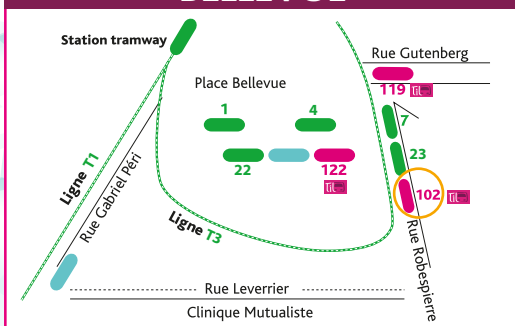 Station tramway
Rue Gutenberg
Place Bellevue
119
1
4
7
22
122
23
102
Ligne T1
Rue Gabriel Péri
Ligne T3
Rue Robespierre
Rue Leverrier
Clinique Mutualiste